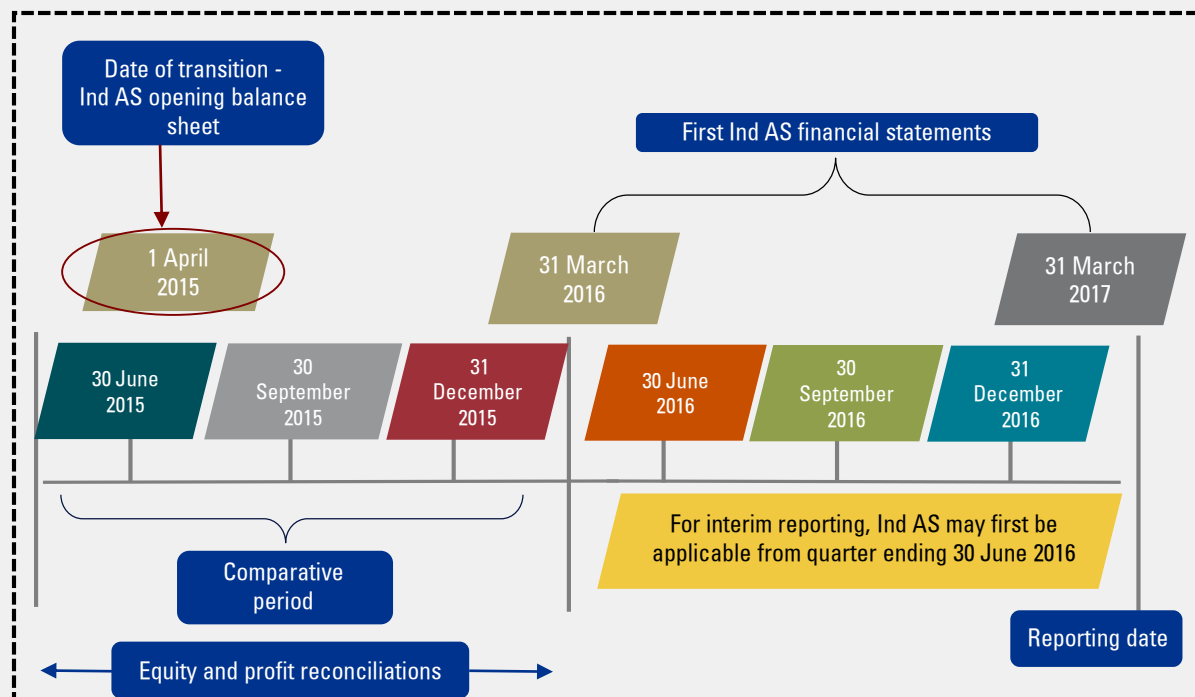 Date of transition -
Ind AS opening balance
sheet
First Ind AS financial statements
1 April
2015
31 March
2016
31 March
2017
30 June
2015
30
September
2015
31
December
2015
30 June
2016
30
September
2016
31
December
2016
For interim reporting, Ind AS may first be
applicable from quarter ending 30 June 2016
Comparative
period
Reporting date
Equity and profit reconciliations